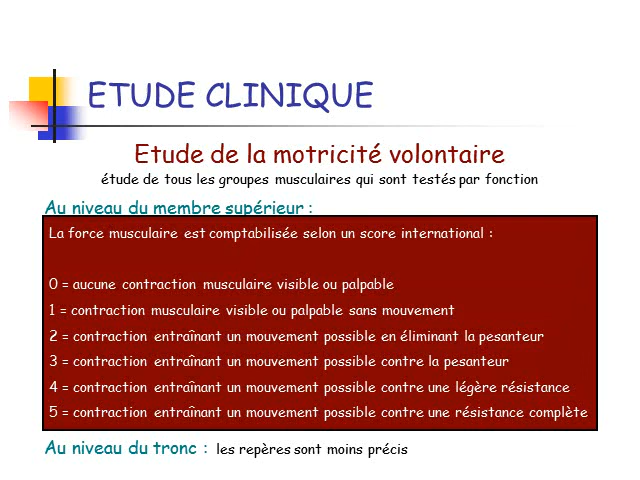 ETUDE CLINIQUE
Etude de la motricité volontaire
étude de tous les groupes musculaires qui sont testés par fonction
Au niveau du membre supérieur :
La force musculaire est comptabilisée selon un score international :
0 = aucune contraction musculaire visible ou palpable
1 = contraction musculaire visible ou palpable sans mouvement
2 = contraction entraînant un mouvement possible en éliminant la pesanteur
3 = contraction entraînant un mouvement possible contre la pesanteur
4 = contraction entraînant un mouvement possible contre une légère résistance
5 = contraction entraînant un mouvement possible contre une résistance complète
Au niveau du tronc : les repères sont moins précis